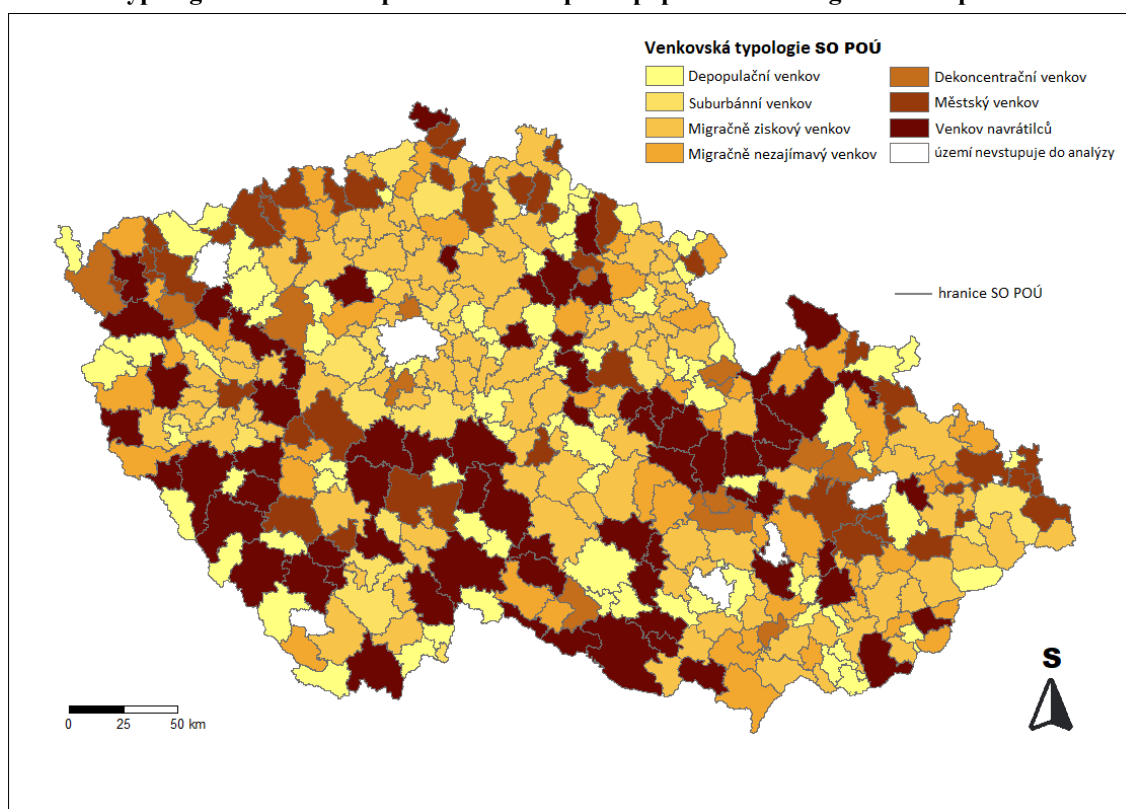 Venkovská typologie SO POÚ
Depopulační venkov
Suburbánní venkov
Migračně ziskový venkov
Migračně nezajímavý venkov
Dekoncentrační venkov
Městský venkov
Venkov navrátilců
území nevstupuje do analýzy
hranice SO POÚ
S
0 25 50 km